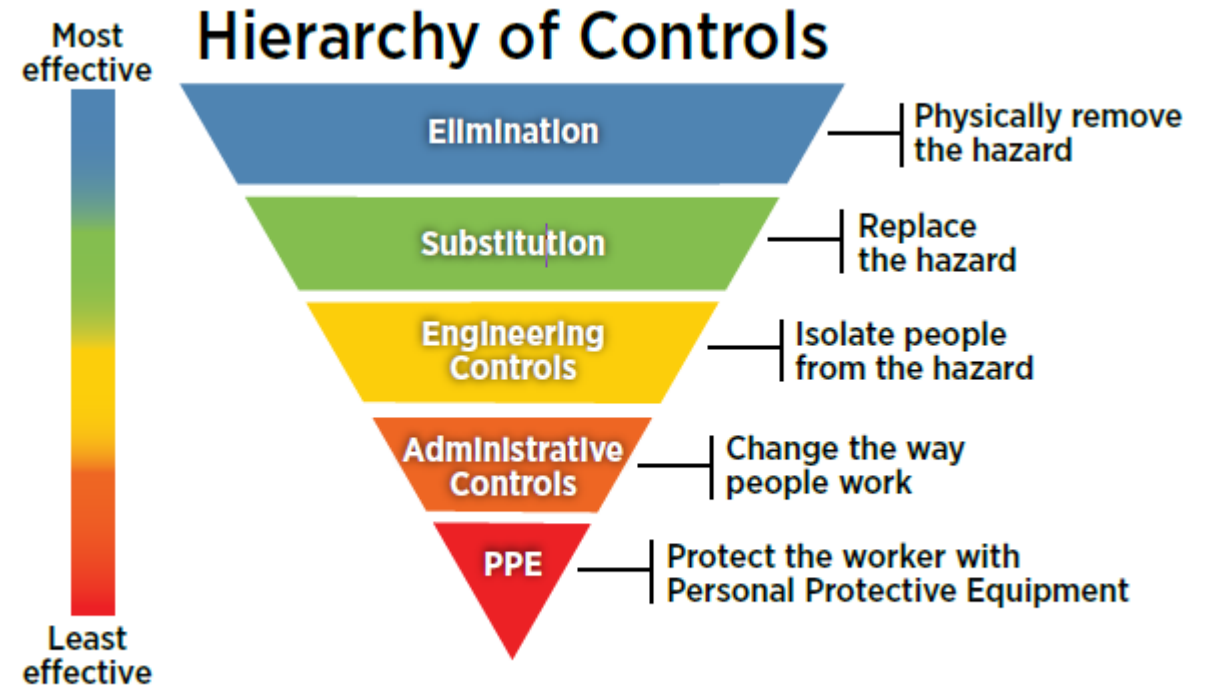 Most
effective
Hierarchy of Controls
Elimination
Physically remove
the hazard
Substitution
Replace
the hazard
Engineering
Controls
Isolate people
from the hazard
Administrative
Controls
Change the way
people work
PPE
Protect the worker with
Personal Protective Equipment
Least
effective